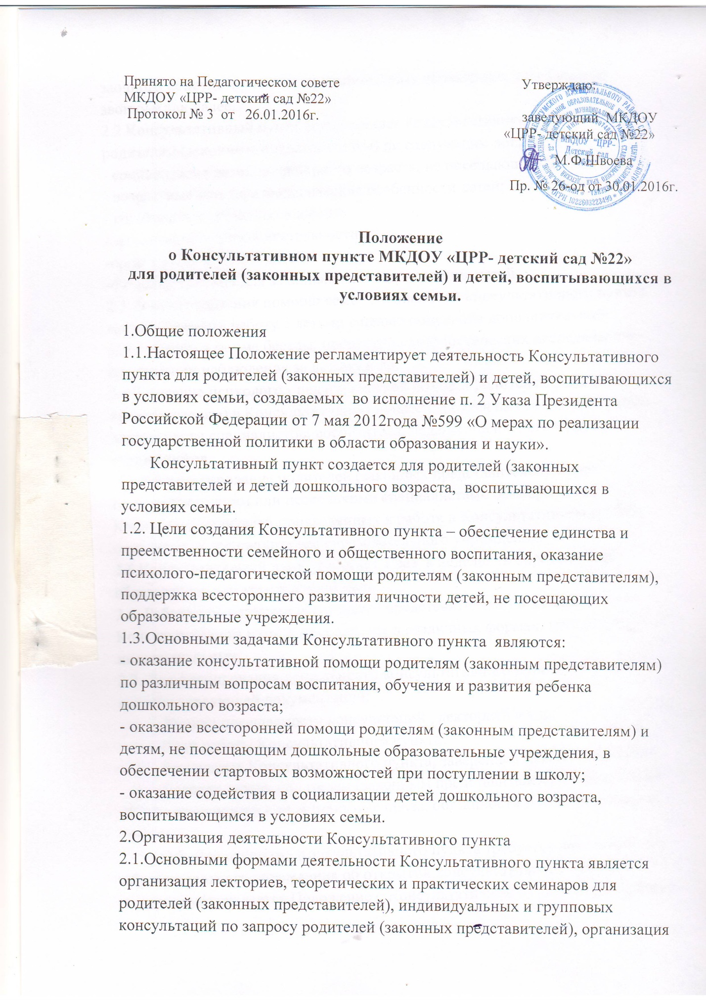 Принято на Педагогическом совете
МКДОУ «ЦРР- детский сад №22»
Протокол № 3 от 26.01.2016г.
Утверждаю:
заведующий МКДОУ
«ЦРР- детский сад №22»
М.Ф.Швоева
Пр. № 26-од от 30.01.2016г.
МКДОУ "ЦРР-
Детский сад
№22"
ОГРН 1022603223493
Положение
о Консультативном пункте МКДОУ «ЦРР- детский сад №22»
для родителей (законных представителей) и детей, воспитывающихся в
условиях семьи.
1.Общие положения
1.1.Настоящее Положение регламентирует деятельность Консультативного
пункта для родителей (законных представителей) и детей, воспитывающихся
в условиях семьи, создаваемых во исполнение п. 2 Указа Президента
Российской Федерации от 7 мая 2012года №599 «О мерах по реализации
государственной политики в области образования и науки».
Консультативный пункт создается для родителей (законных
представителей и детей дошкольного возраста, воспитывающихся в
условиях семьи.
1.2. Цели создания Консультативного пункта – обеспечение единства и
преемственности семейного и общественного воспитания, оказание
психолого-педагогической помощи родителям (законным представителям),
поддержка всестороннего развития личности детей, не посещающих
образовательные учреждения.
1.3.Основными задачами Консультативного пункта являются:
- оказание консультативной помощи родителям (законным представителям)
по различным вопросам воспитания, обучения и развития ребенка
дошкольного возраста;
- оказание всесторонней помощи родителям (законным представителям) и
детям, не посещающим дошкольные образовательные учреждения, в
обеспечении стартовых возможностей при поступлении в школу;
- оказание содействия в социализации детей дошкольного возраста,
воспитывающимся в условиях семьи.
2.Организация деятельности Консультативного пункта
2.1.Основными формами деятельности Консультативного пункта является
организация лекториев, теоретических и практических семинаров для
родителей (законных представителей), индивидуальных и групповых
консультаций по запросу родителей (законных представителей), организация